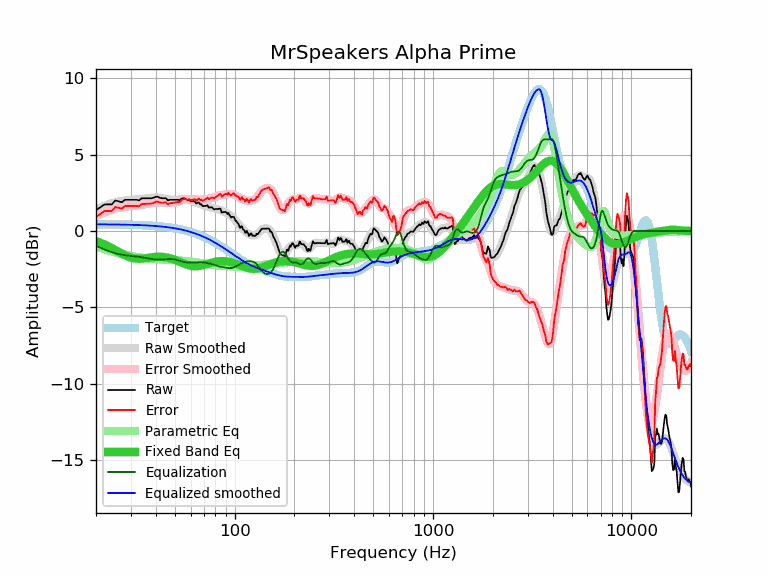 MrSpeakers Alpha Prime
10
5
0
−5
−10
−15
Amplitude (dBr)
Target
Raw Smoothed
Error Smoothed
Raw
Error
Parametric Eq
Fixed Band Eq
Equalization
Equalized smoothed
100
1000
10000
Frequency (Hz)